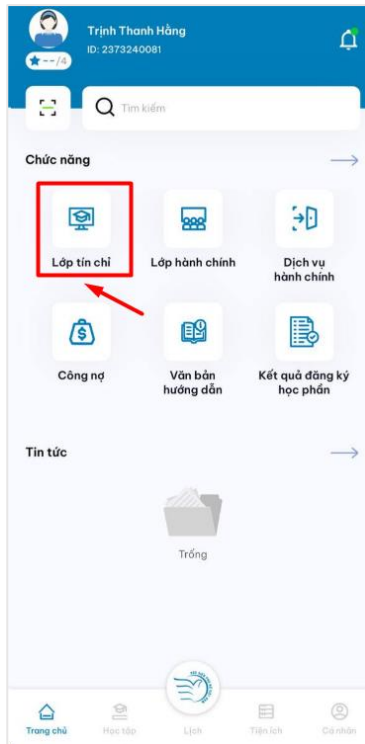 Trịnh Thanh Hằng
ID: 2373240081
--/4
Tìm kiếm
Chức năng
Lớp tín chỉ
Lớp hành chính
Dịch vụ
hành chính
Công nợ
Văn bản
hướng dẫn
Kết quả đăng ký
học phần
Tin tức
Trống
Trang chủ
Học tập
Lịch
Tiện ích
Cá nhân